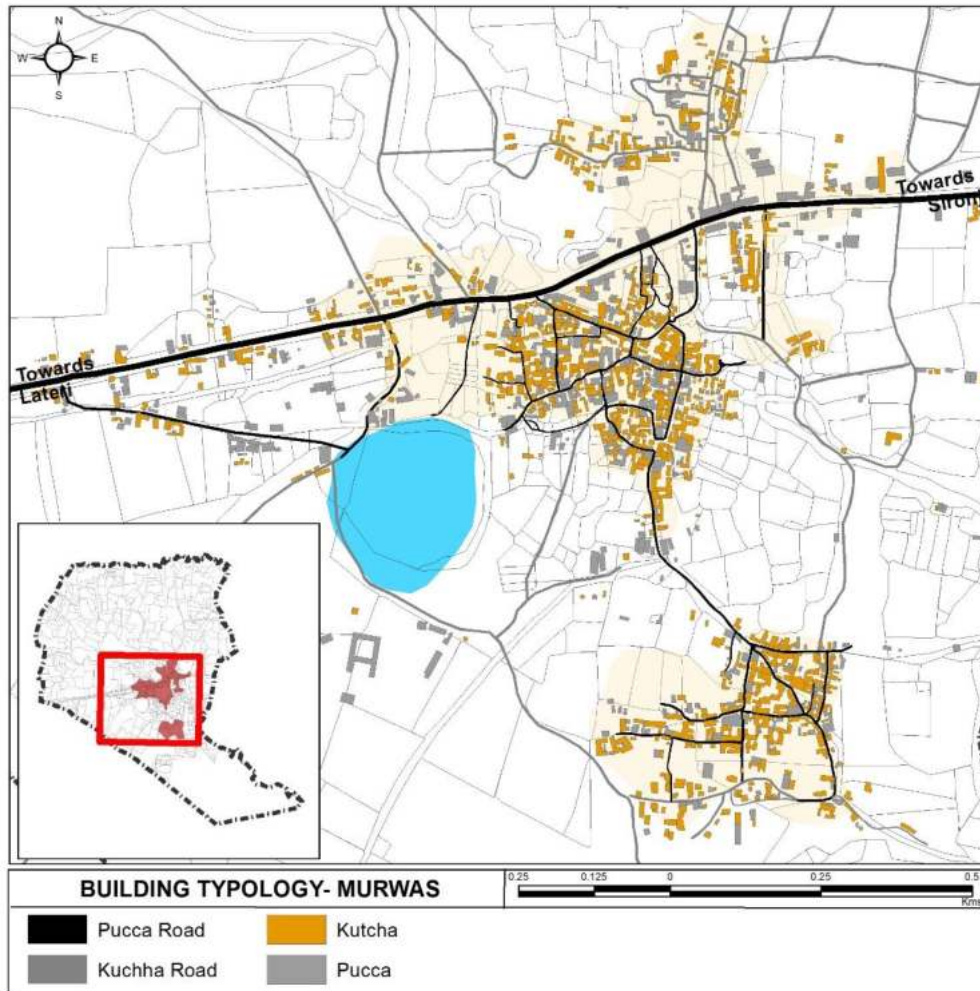 N
W E
S
Towards
Sironj
Towards
Lateri
BUILDING TYPOLOGY- MURWAS
0.25 0.125 0 0.25 0.5
Kms
Pucca Road
Kutcha
Kuchha Road
Pucca